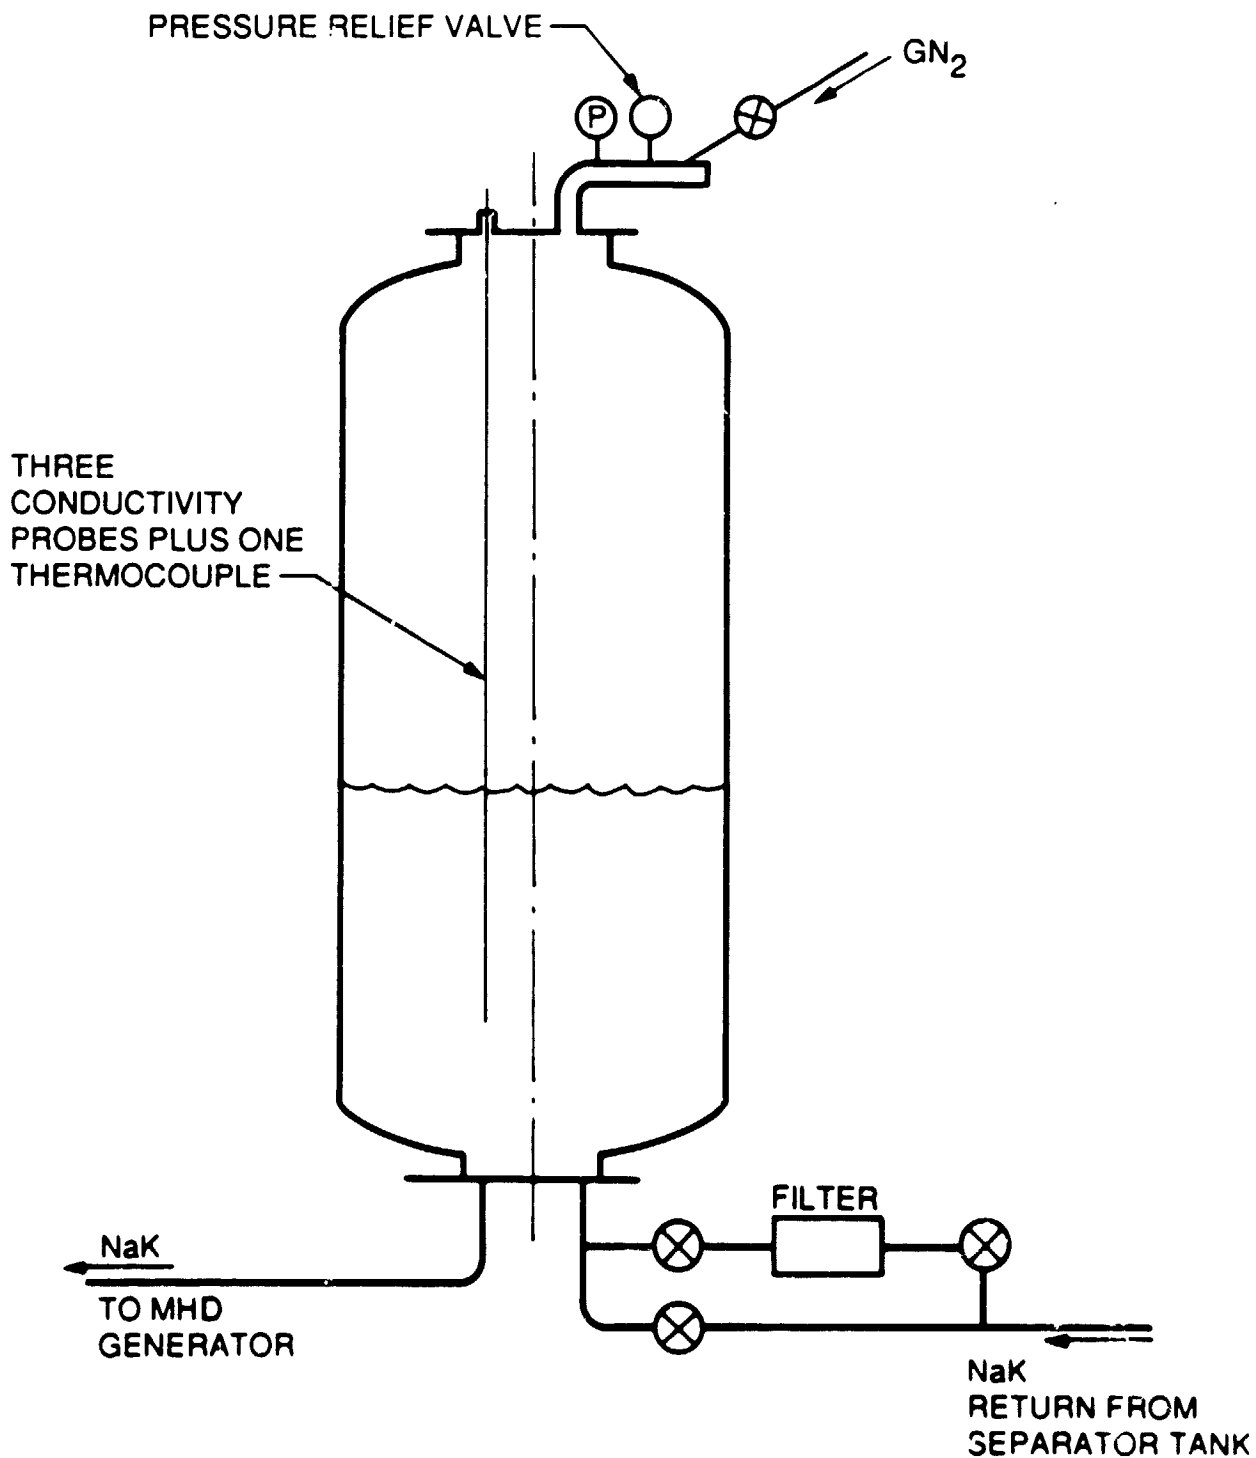 PRESSURE RELIEF VALVE
GN2
P
THREE
CONDUCTIVITY
PROBES PLUS ONE
THERMOCOUPLE
FILTER
NaK
TO MHD
GENERATOR
NaK
RETURN FROM
SEPARATOR TANK